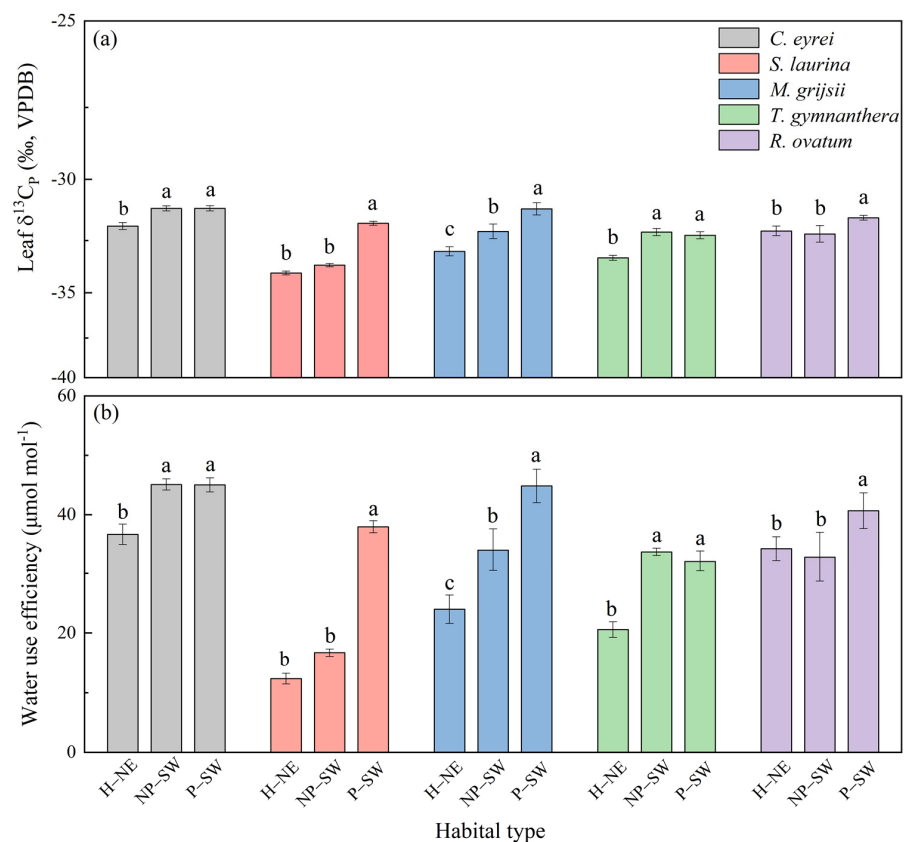 -25
(a)
C. eyrei
S. laurina
M. grijsii
T. gymnanthera
R. ovatum
Leaf δ¹³C_P (‰, VPDB)
-30
b a a b b a c b a b a a b b a
-35
-40
60
(b)
Water use efficiency (μmol mol⁻¹)
b a a b b a c b a b a a b b a
40
20
0
H–NE NP–SW P–SW H–NE NP–SW P–SW H–NE NP–SW P–SW H–NE NP–SW P–SW H–NE NP–SW P–SW
Habital type